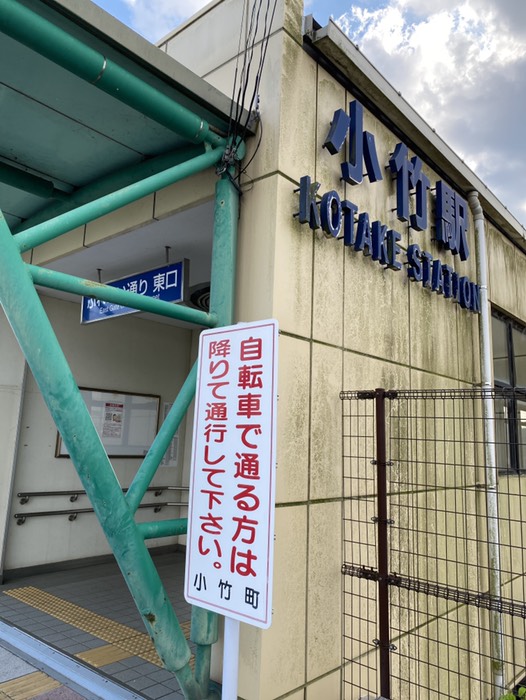 小竹駅
KOTAKE STATION
通り 東口
自転車で通る方は
降りて通行して下さい。
小竹町